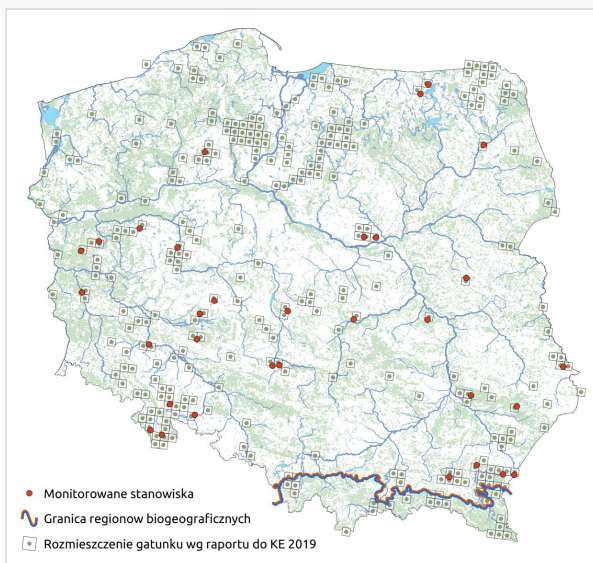 Monitorowane stanowiska
Granica regionow biogeograficznych
Rozmieszczenie gatunku wg raportu do KE 2019